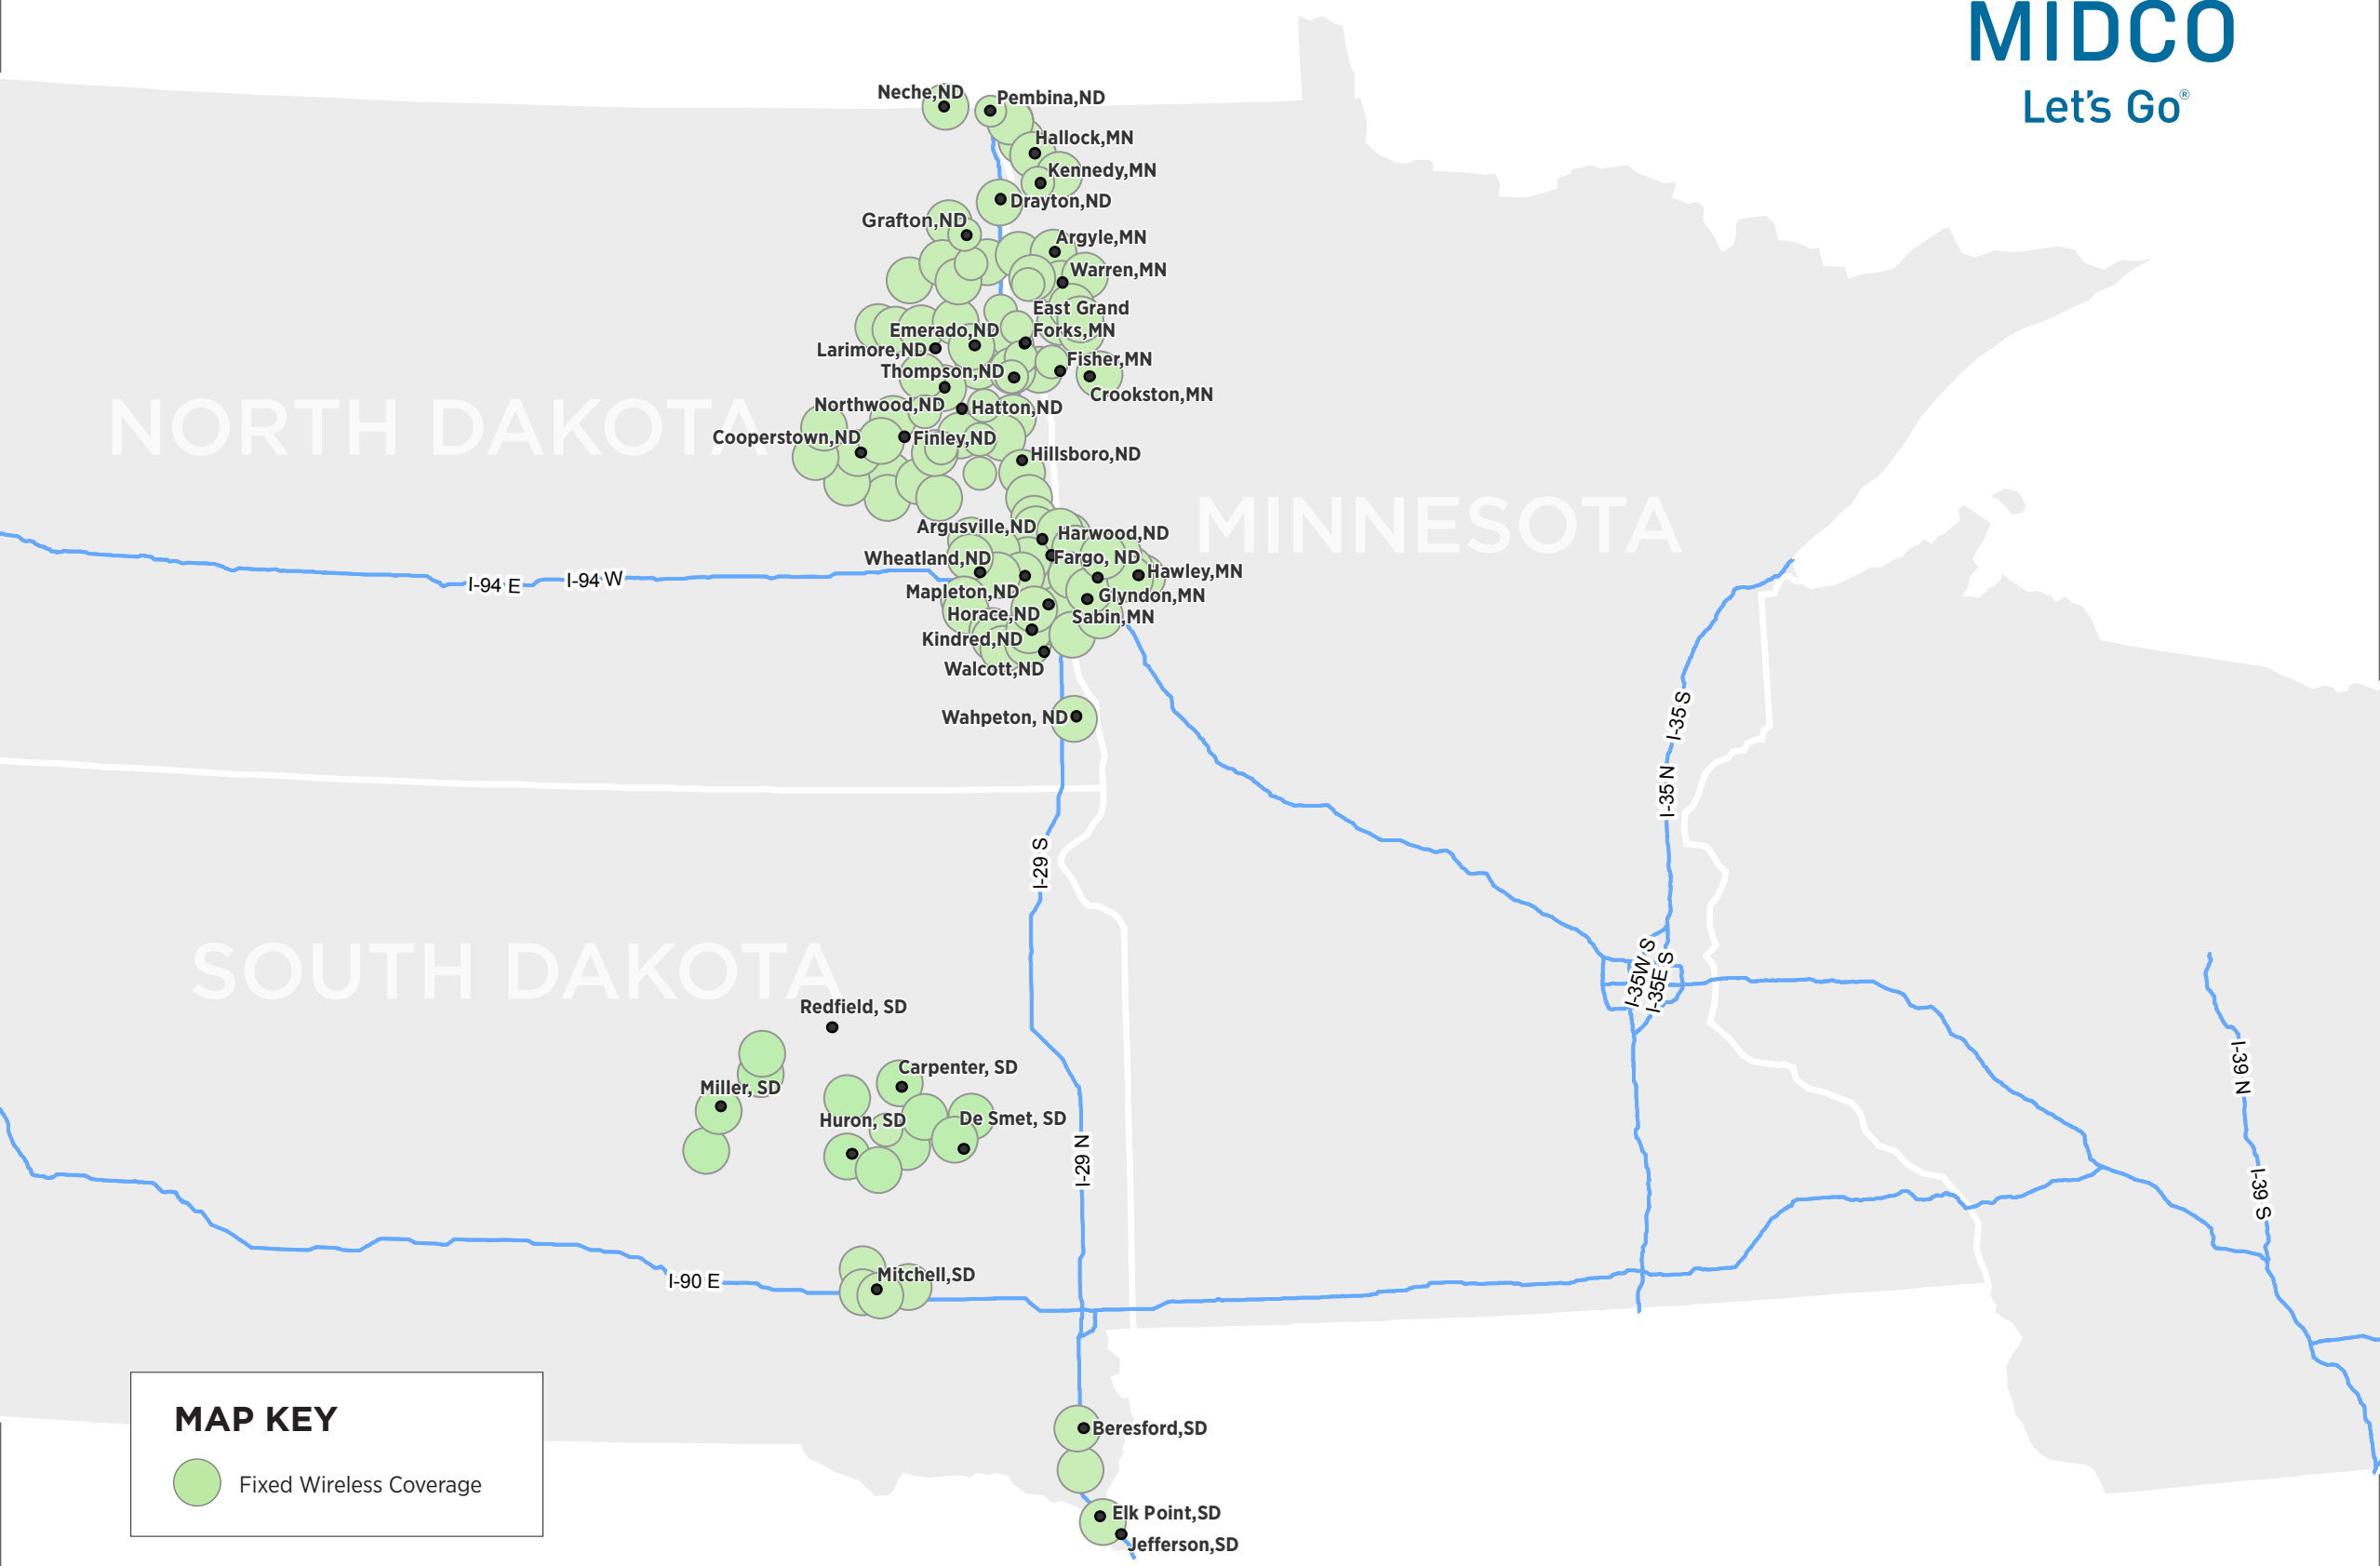 MIDCO
Let's Go®
Neche,ND
Pembina,ND
Hallock,MN
Kennedy,MN
Drayton,ND
Grafton,ND
Argyle,MN
Warren,MN
East Grand
Forks,MN
Emerado,ND
Larimore,ND
Fisher,MN
Thompson,ND
Crookston,MN
Northwood,ND
Hatton,ND
NORTH DAKOTA
Cooperstown,ND
Finley,ND
Hillsboro,ND
MINNESOTA
Argusville,ND
Harwood,ND
Wheatland,ND
Fargo, ND
Hawley,MN
I-94 E
I-94 W
Mapleton,ND
Glyndon,MN
Horace,ND
Sabin,MN
Kindred,ND
Walcott,ND
Wahpeton, ND
I-35 S
I-35 N
I-29 S
SOUTH DAKOTA
I-35W S
I-35E S
Redfield, SD
Carpenter, SD
Miller, SD
Huron, SD
De Smet, SD
I-29 N
I-39 N
I-39 S
Mitchell,SD
I-90 E
Beresford,SD
Elk Point,SD
Jefferson,SD
MAP KEY
Fixed Wireless Coverage